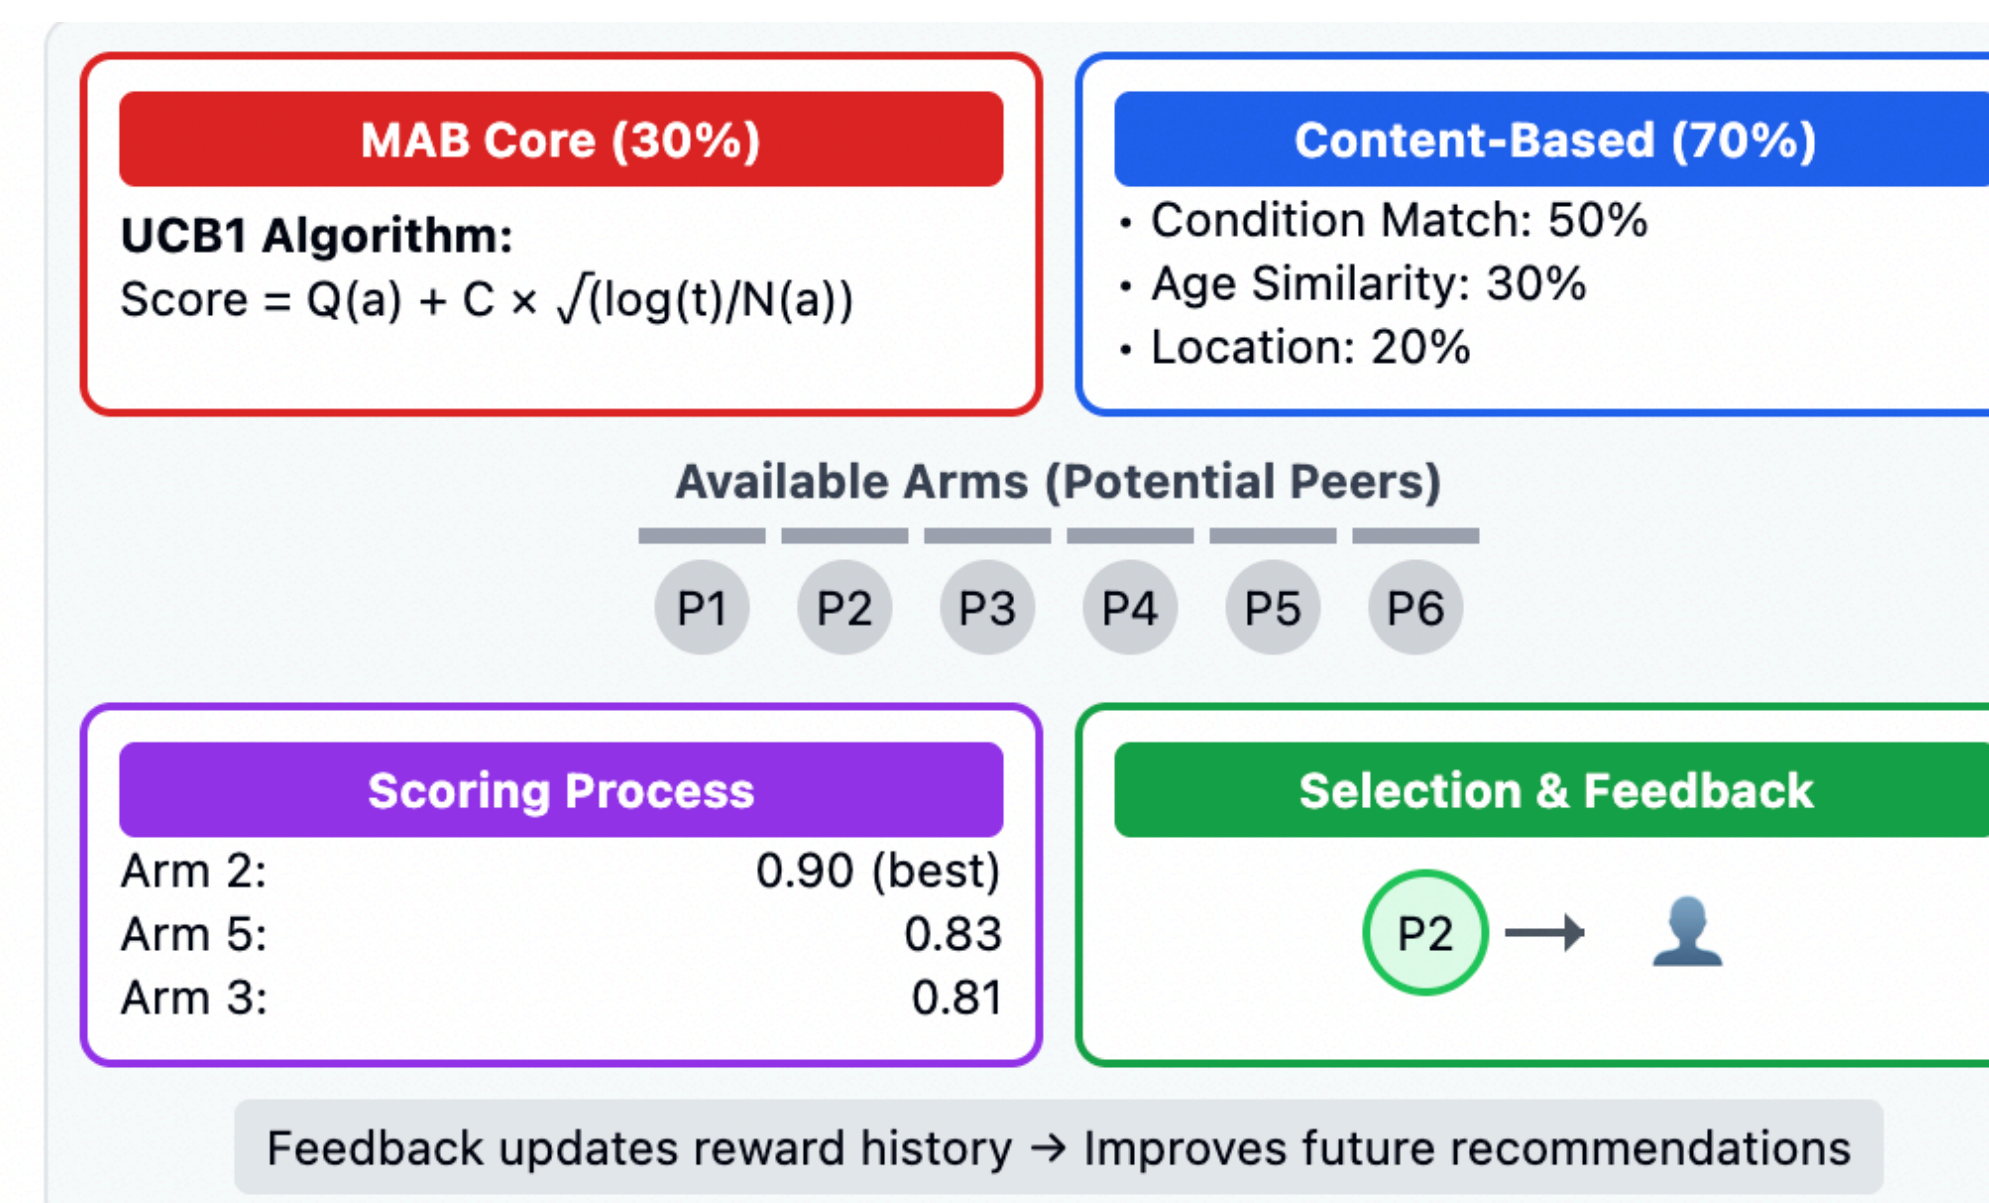 MAB Core (30%)
UCB1 Algorithm:
Score = Q(a) + C × √(log(t)/N(a))
Content-Based (70%)
• Condition Match: 50%
• Age Similarity: 30%
• Location: 20%
Available Arms (Potential Peers)
P1 P2 P3 P4 P5 P6
Scoring Process
Arm 2: 0.90 (best)
Arm 5: 0.83
Arm 3: 0.81
Selection & Feedback
P2
Feedback updates reward history → Improves future recommendations